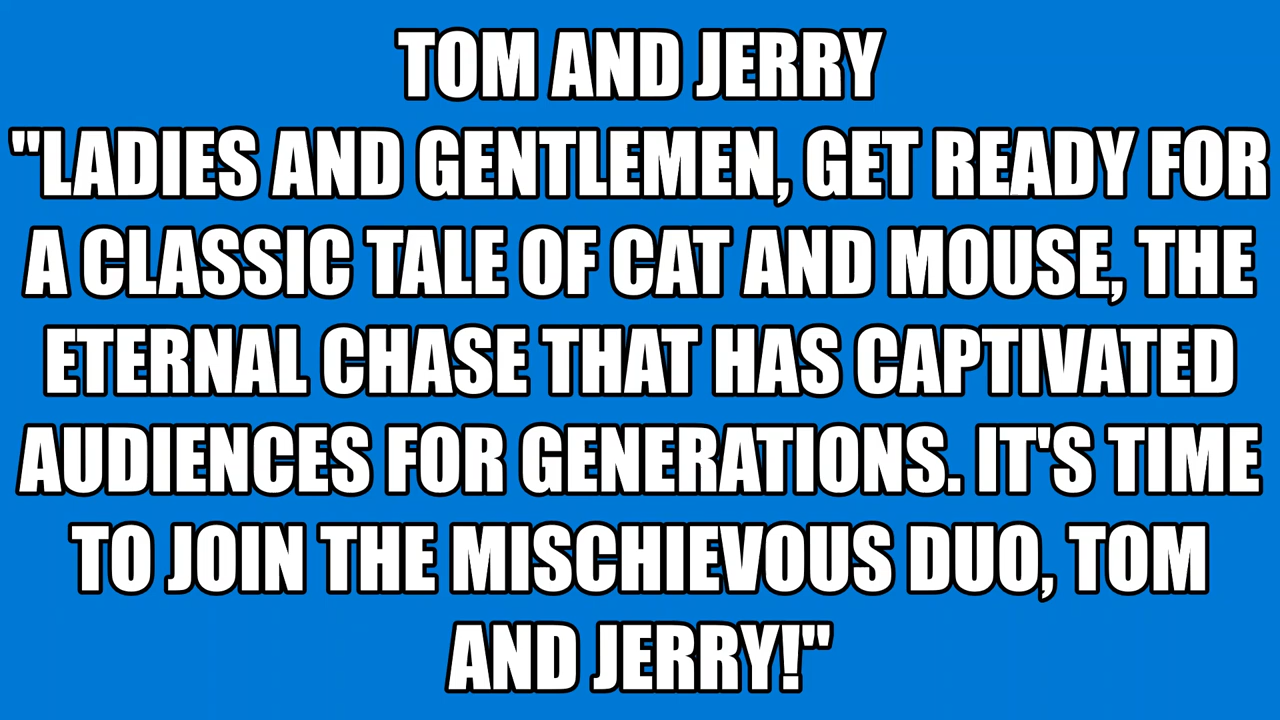 TOM AND JERRY
"LADIES AND GENTLEMEN, GET READY FOR
A CLASSIC TALE OF CAT AND MOUSE, THE
ETERNAL CHASE THAT HAS CAPTIVATED
AUDIENCES FOR GENERATIONS. IT'S TIME
TO JOIN THE MISCHIEVOUS DUO, TOM
AND JERRY!"